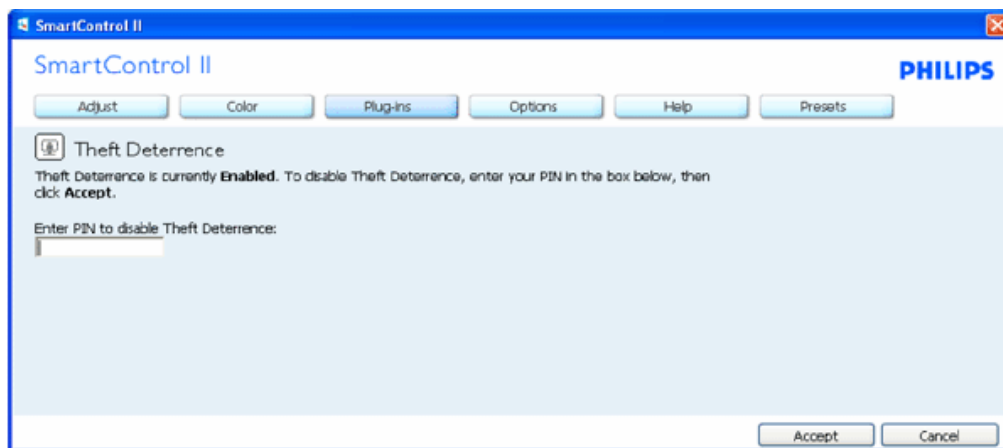 SmartControl II
SmartControl II
PHILIPS
Adjust Color Plug-ins Options Help Presets
Theft Deterrence
Theft Deterrence is currently Enabled. To disable Theft Deterrence, enter your PIN in the box below, then
click Accept.
Enter PIN to disable Theft Deterrence:
Accept Cancel